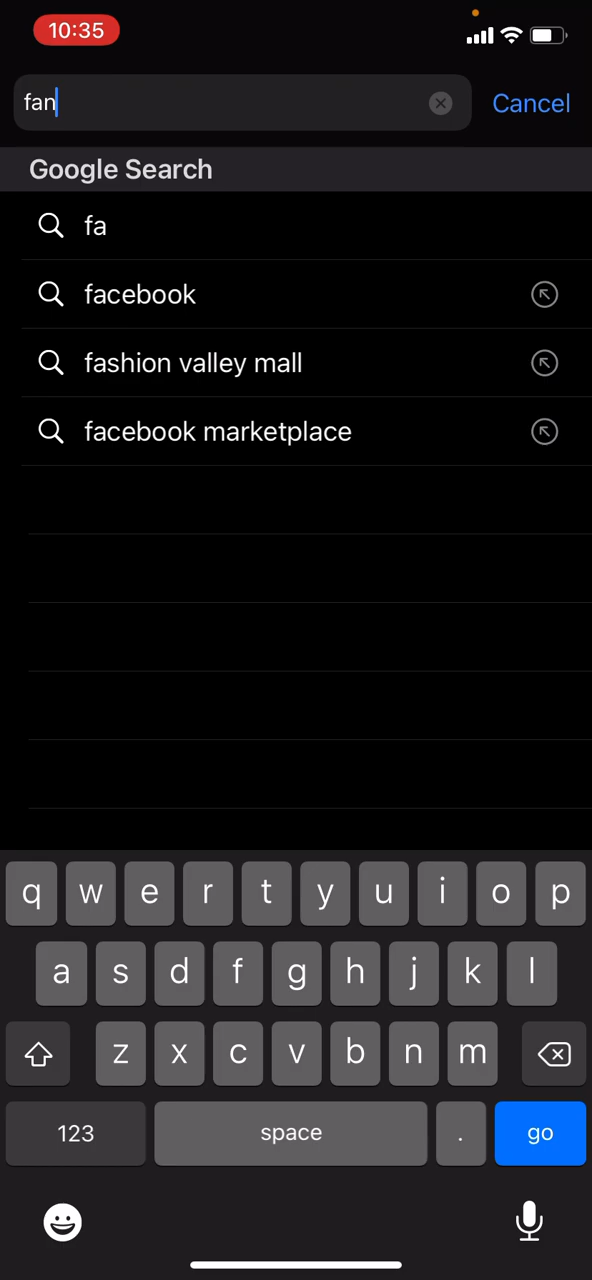 10:35
fan
Cancel
Google Search
fa
facebook
fashion valley mall
facebook marketplace
q w e r t y u i o p
a s d f g h j k l
z x c v b n m
123 space . go